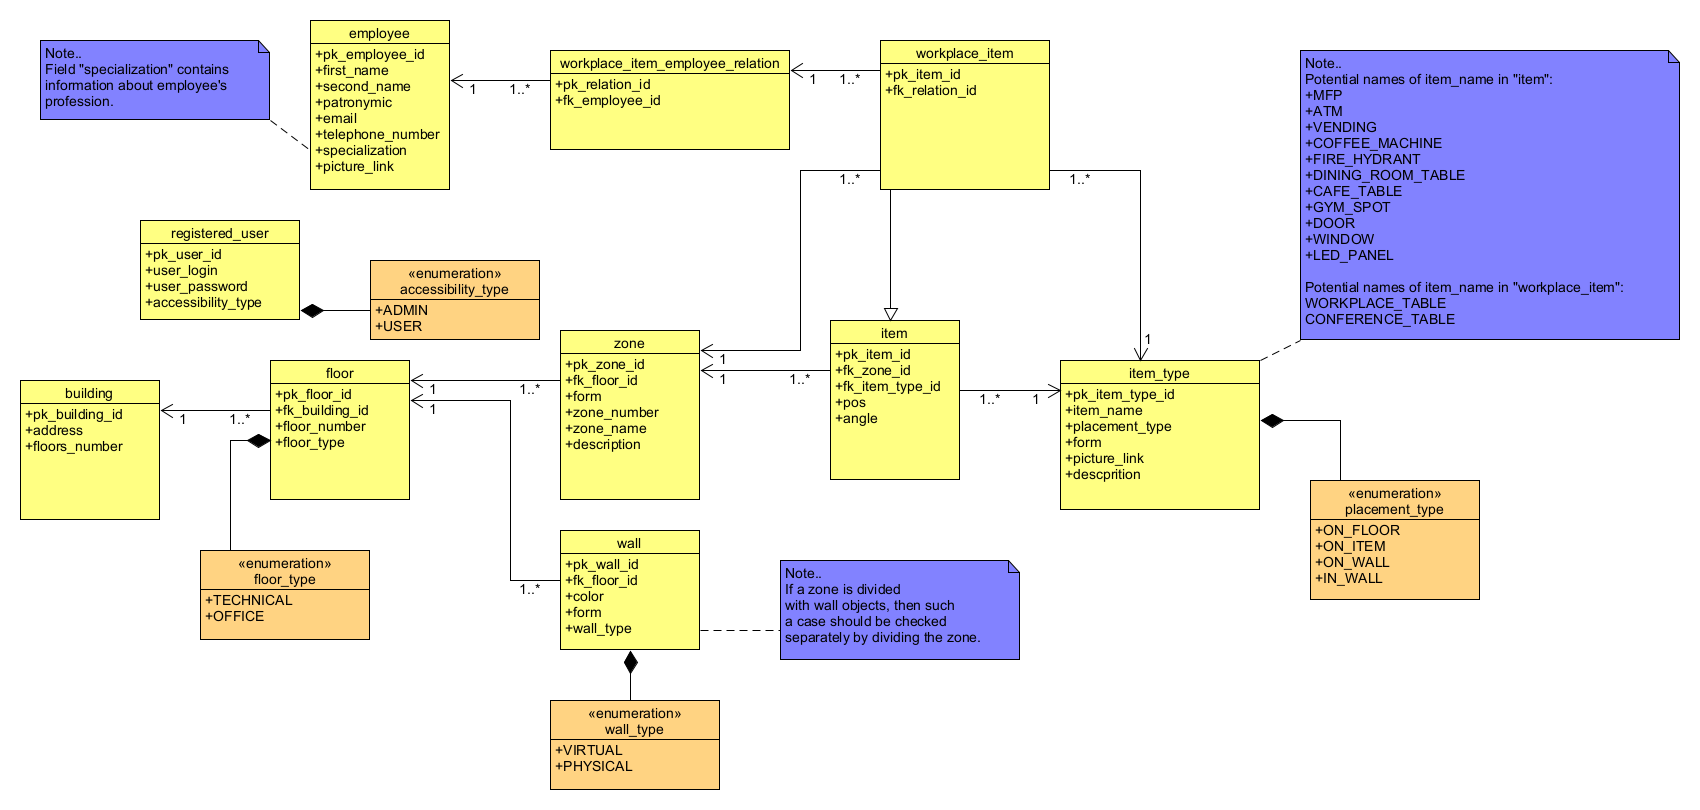 employee
+pk_employee_id
+first_name
+second_name
+patronymic
+email
+telephone_number
+specialization
+picture_link
Note..
Field "specialization" contains
information about employee's
profession.
1
1..*
workplace_item_employee_relation
+pk_relation_id
+fk_employee_id
1
1..*
workplace_item
+pk_item_id
+fk_relation_id
1..*
1..*
Note..
Potential names of item_name in "item":
+MFP
+ATM
+VENDING
+COFFEE_MACHINE
+FIRE_HYDRANT
+DINING_ROOM_TABLE
+CAFE_TABLE
+GYM_SPOT
+DOOR
+WINDOW
+LED_PANEL
Potential names of item_name in "workplace_item":
WORKPLACE_TABLE
CONFERENCE_TABLE
registered_user
+pk_user_id
+user_login
+user_password
+accessibility_type
«enumeration»
accessibility_type
+ADMIN
+USER
building
+pk_building_id
+address
+floors_number
1
1..*
floor
+pk_floor_id
+fk_building_id
+floor_number
+floor_type
1
1
1..*
zone
+pk_zone_id
+fk_floor_id
+form
+zone_number
+zone_name
+description
1
1
1..*
item
+pk_item_id
+fk_zone_id
+fk_item_type_id
+pos
+angle
1..*
1
1
item_type
+pk_item_type_id
+item_name
+placement_type
+form
+picture_link
+descprition
«enumeration»
placement_type
+ON_FLOOR
+ON_ITEM
+ON_WALL
+IN_WALL
«enumeration»
floor_type
+TECHNICAL
+OFFICE
1..*
wall
+pk_wall_id
+fk_floor_id
+color
+form
+wall_type
Note..
If a zone is divided
with wall objects, then such
a case should be checked
separately by dividing the zone.
«enumeration»
wall_type
+VIRTUAL
+PHYSICAL